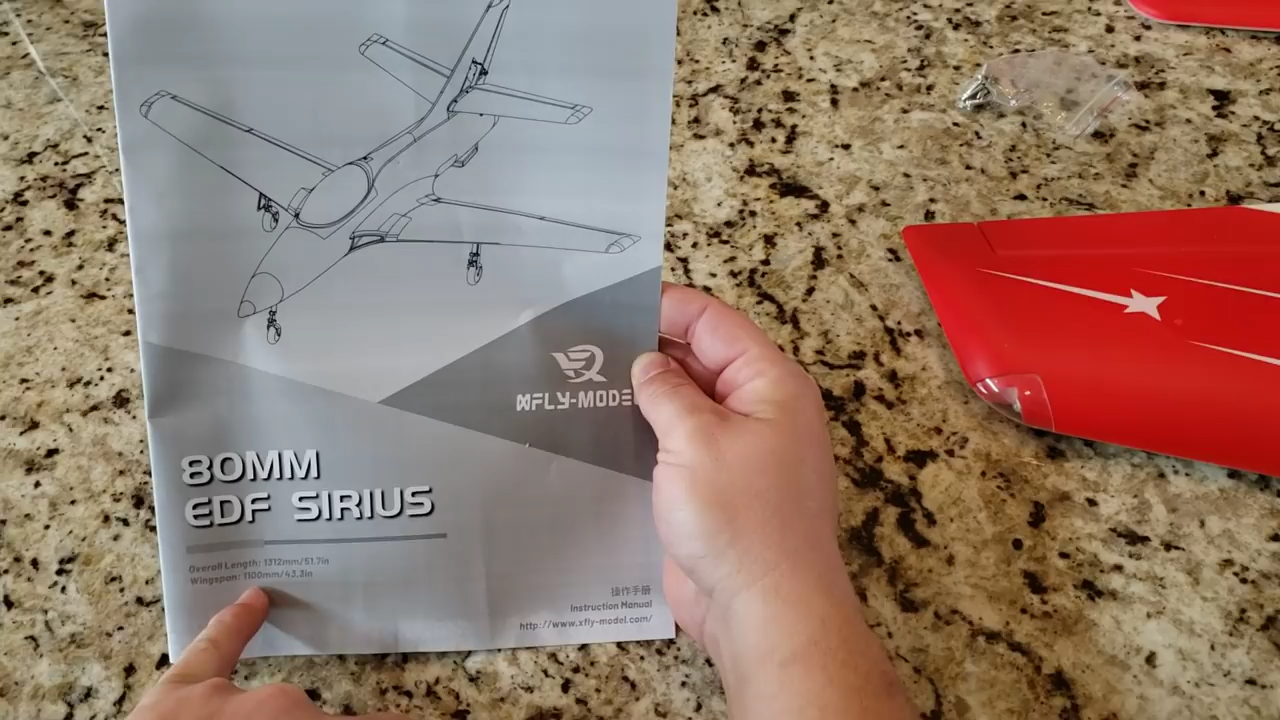 XFLY-MODEL
80MM
EDF SIRIUS
Overall Length: 1312mm/51.7in
Wingspan: 1100mm/43.3in
操作手册
Instruction Manual
http://www.xfly-model.com/